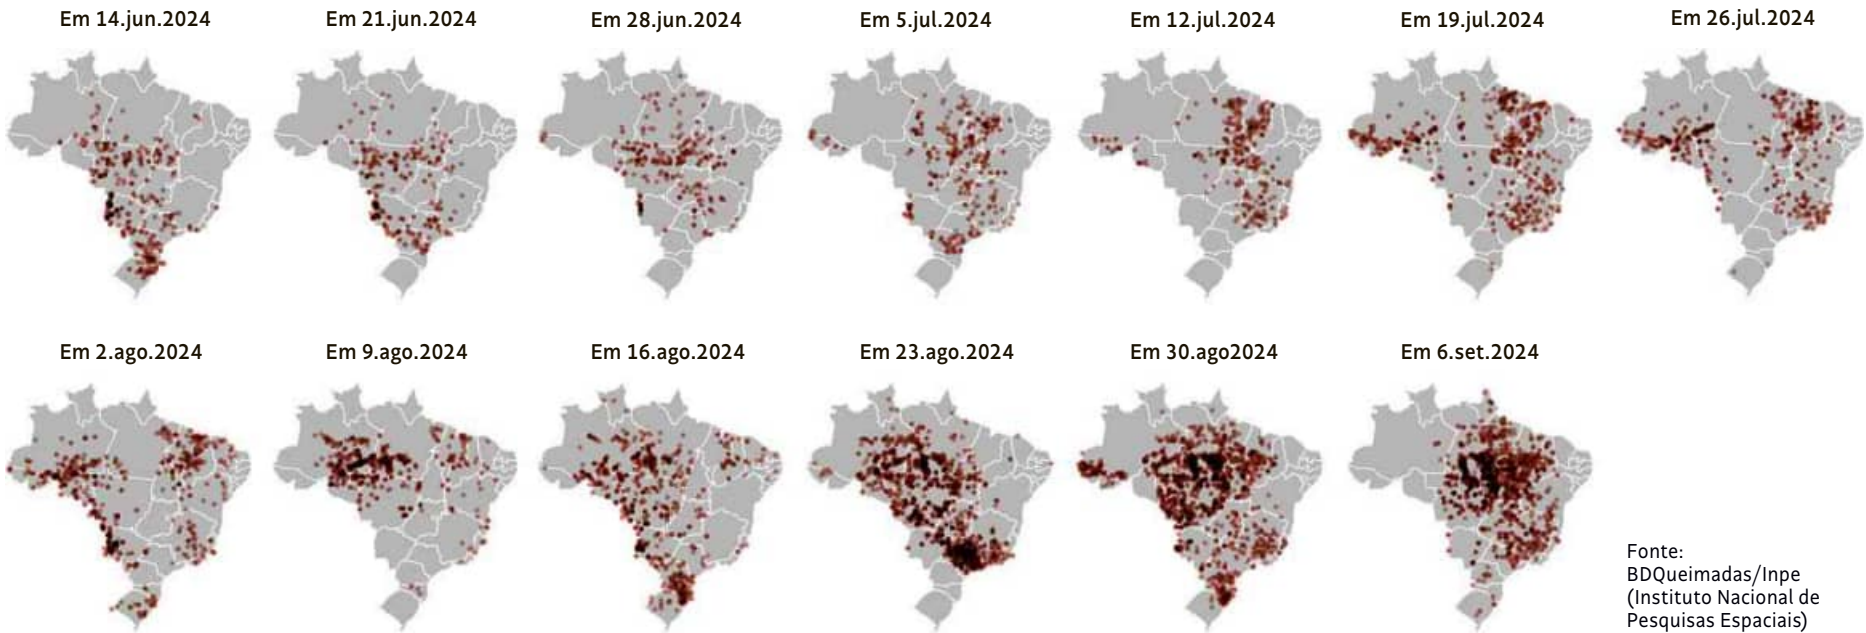 Em 14.jun.2024
Em 21.jun.2024
Em 28.jun.2024
Em 5.jul.2024
Em 12.jul.2024
Em 19.jul.2024
Em 26.jul.2024
Em 2.ago.2024
Em 9.ago.2024
Em 16.ago.2024
Em 23.ago.2024
Em 30.ago2024
Em 6.set.2024
Fonte:
BDQueimadas/Inpe
(Instituto Nacional de
Pesquisas Espaciais)